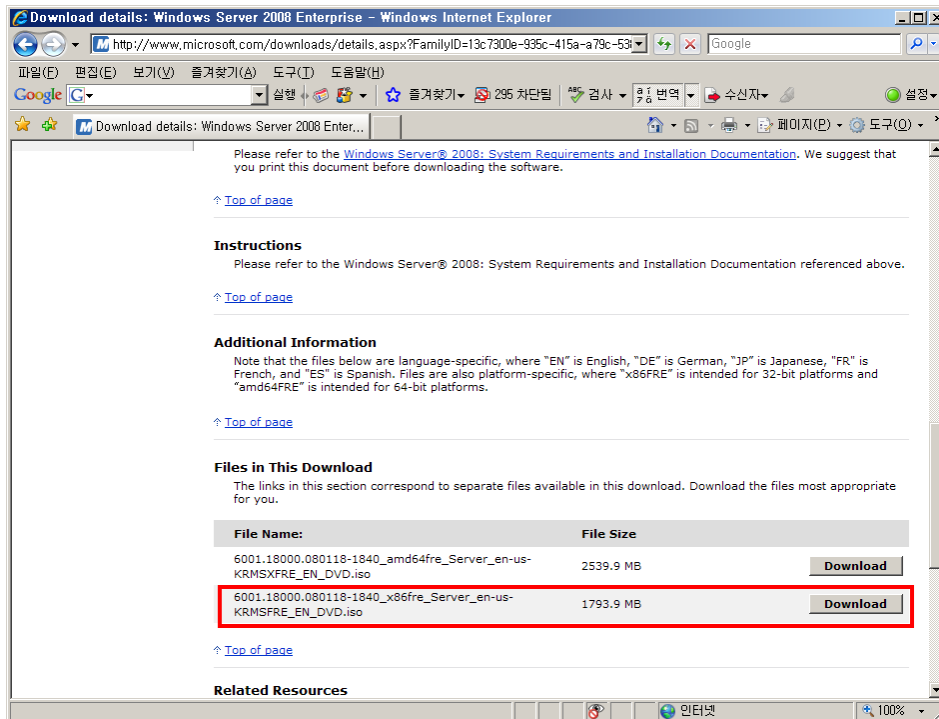 Download details: Windows Server 2008 Enterprise - Windows Internet Explorer
http://www.microsoft.com/downloads/details.aspx?FamilyID=13c7300e-935c-415a-a79c-538
Google
파일(F) 편집(E) 보기(V) 즐겨찾기(A) 도구(T) 도움말(H)
Google G 실행 즐겨찾기 295 차단됨 검사 번역 수신자 설정
Download details: Windows Server 2008 Enter... 페이지(P) 도구(O)
Please refer to the Windows Server® 2008: System Requirements and Installation Documentation. We suggest that
you print this document before downloading the software.
Top of page
Instructions
Please refer to the Windows Server® 2008: System Requirements and Installation Documentation referenced above.
Top of page
Additional Information
Note that the files below are language-specific, where "EN" is English, "DE" is German, "JP" is Japanese, "FR" is
French, and "ES" is Spanish. Files are also platform-specific, where "x86FRE" is intended for 32-bit platforms and
"amd64FRE" is intended for 64-bit platforms.
Top of page
Files in This Download
The links in this section correspond to separate files available in this download. Download the files most appropriate
for you.
File Name: File Size
6001.18000.080118-1840_amd64fre_Server_en-us-
KRMSXFRE_EN_DVD.iso 2539.9 MB Download
6001.18000.080118-1840_x86fre_Server_en-us-
KRMSFRE_EN_DVD.iso 1793.9 MB Download
Top of page
Related Resources
인터넷 100%